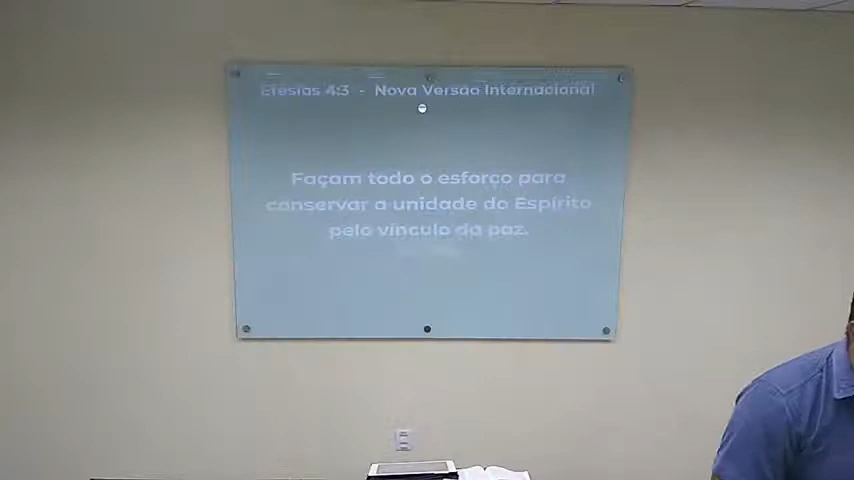 Efésios 4:3 - Nova Versão Internacional
Façam todo o esforço para
conservar a unidade do Espírito
pelo vínculo da paz.